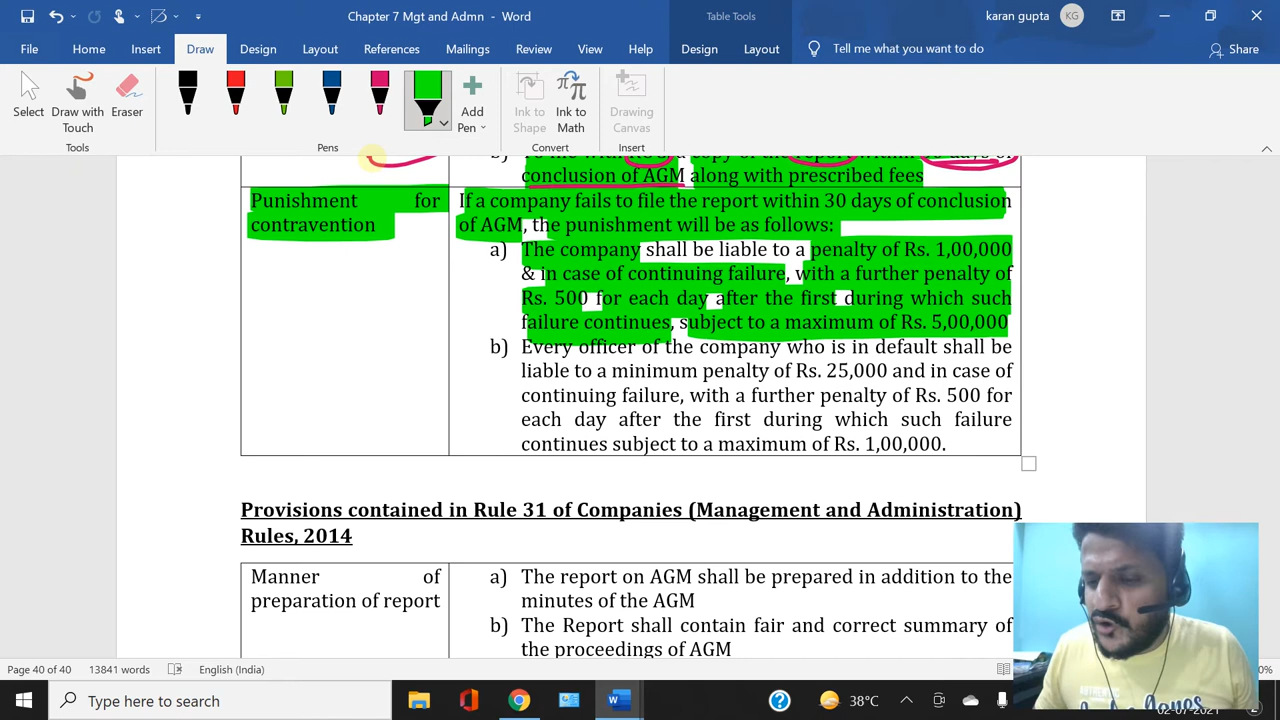 Chapter 7 Mgt and Admn - Word
Table Tools
karan gupta
KG
File Home Insert Draw Design Layout References Mailings Review View Help Design Layout Tell me what you want to do Share
Select
Draw with Touch
Eraser
Add Pen
Ink to Shape
Ink to Math
Drawing Canvas
Tools
Pens
Convert
Insert
conclusion of AGM along with prescribed fees
Punishment for
contravention
If a company fails to file the report within 30 days of conclusion
of AGM, the punishment will be as follows:
a) The company shall be liable to a penalty of Rs. 1,00,000
& in case of continuing failure, with a further penalty of
Rs. 500 for each day after the first during which such
failure continues, subject to a maximum of Rs. 5,00,000
b) Every officer of the company who is in default shall be
liable to a minimum penalty of Rs. 25,000 and in case of
continuing failure, with a further penalty of Rs. 500 for
each day after the first during which such failure
continues subject to a maximum of Rs. 1,00,000.
Provisions contained in Rule 31 of Companies (Management and Administration)
Rules, 2014
Manner of
preparation of report
a) The report on AGM shall be prepared in addition to the
minutes of the AGM
b) The Report shall contain fair and correct summary of
the proceedings of AGM
Page 40 of 40 13841 words English (India)
Type here to search
38°C
02-07-2021